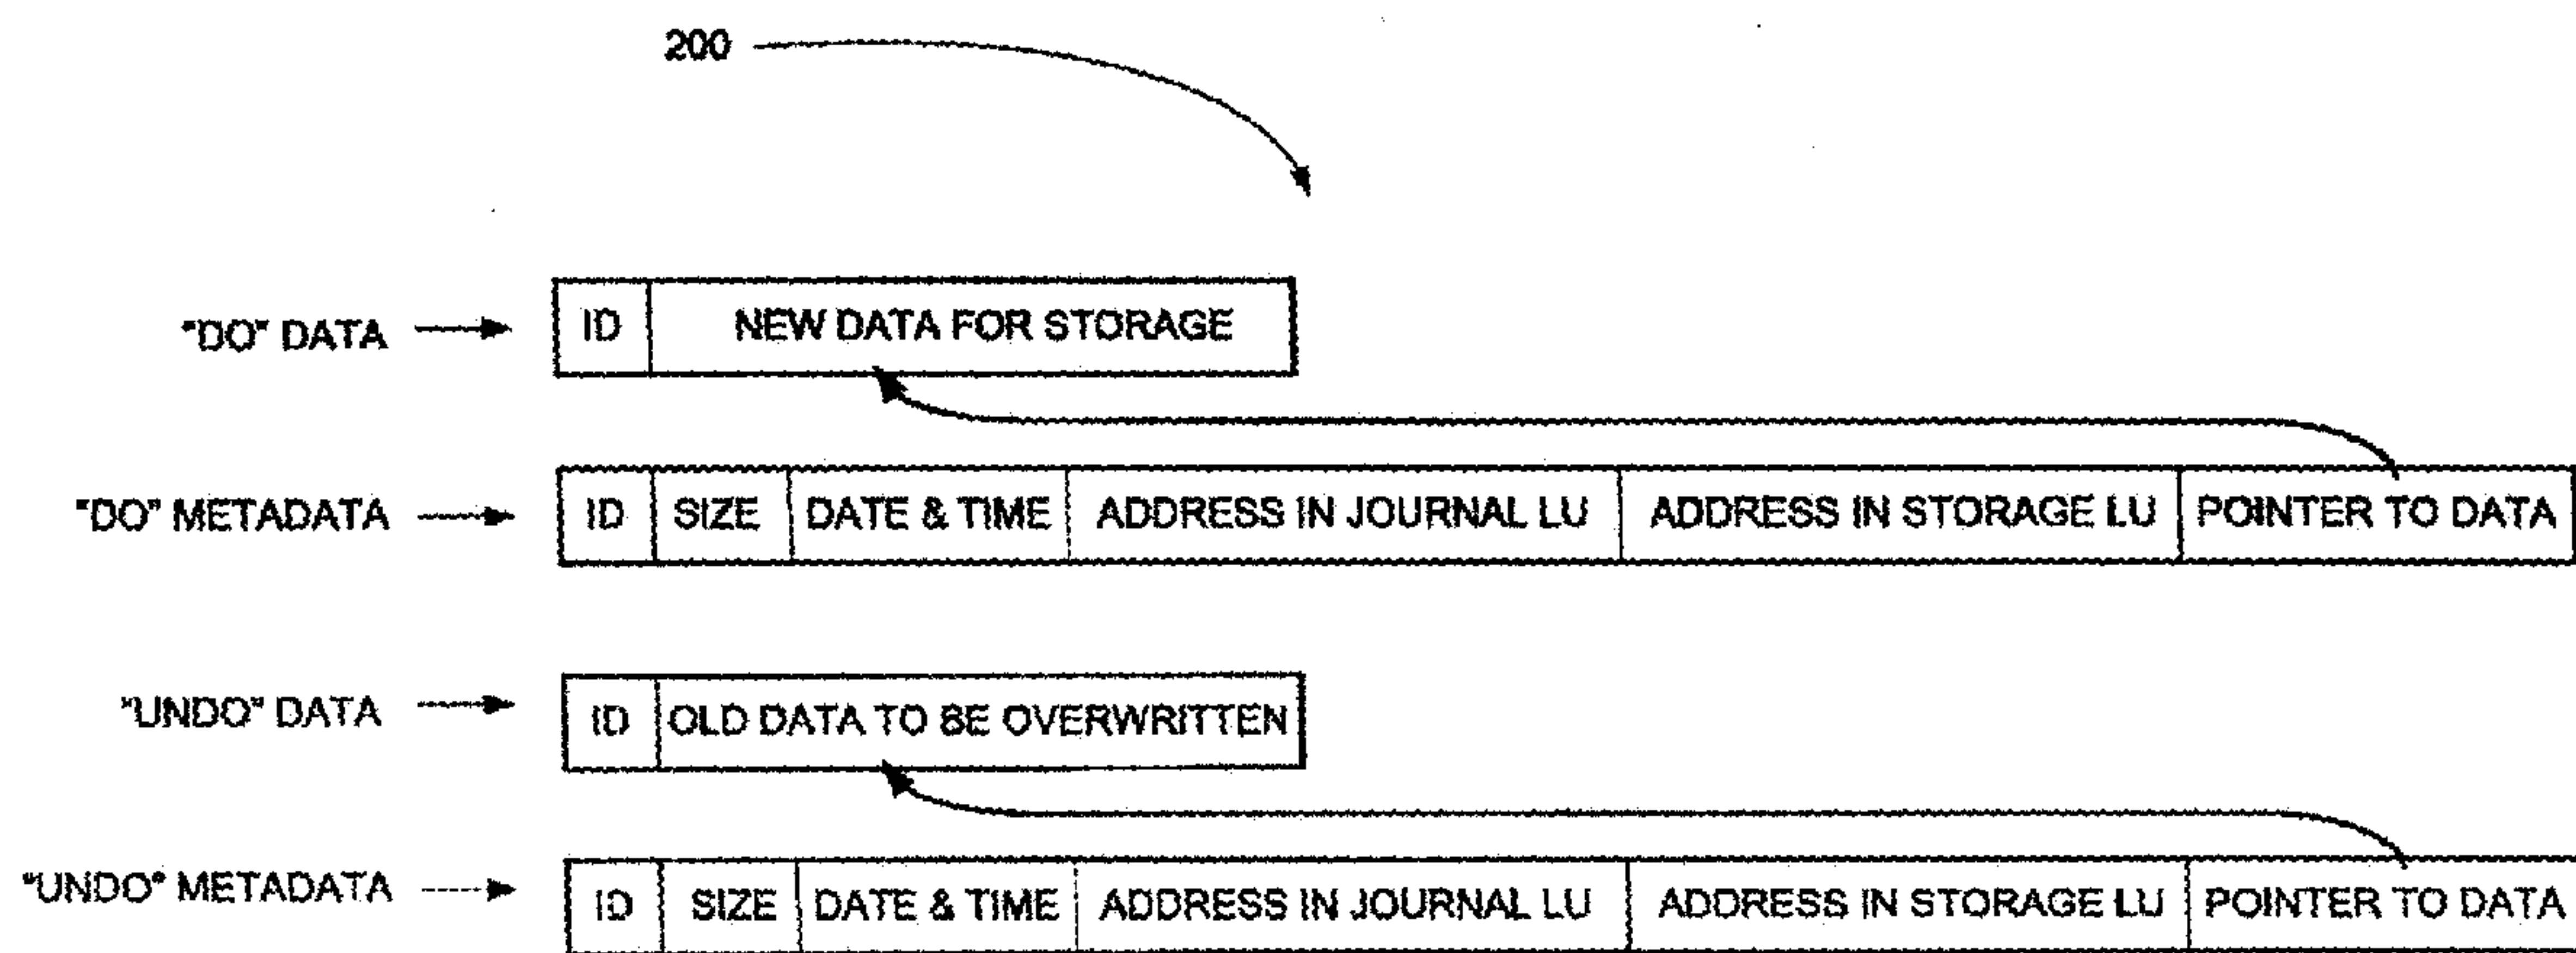 200
"DO" DATA ID NEW DATA FOR STORAGE
"DO" METADATA ID SIZE DATE & TIME ADDRESS IN JOURNAL LU ADDRESS IN STORAGE LU POINTER TO DATA
"UNDO" DATA ID OLD DATA TO BE OVERWRITTEN
"UNDO" METADATA ID SIZE DATE & TIME ADDRESS IN JOURNAL LU ADDRESS IN STORAGE LU POINTER TO DATA